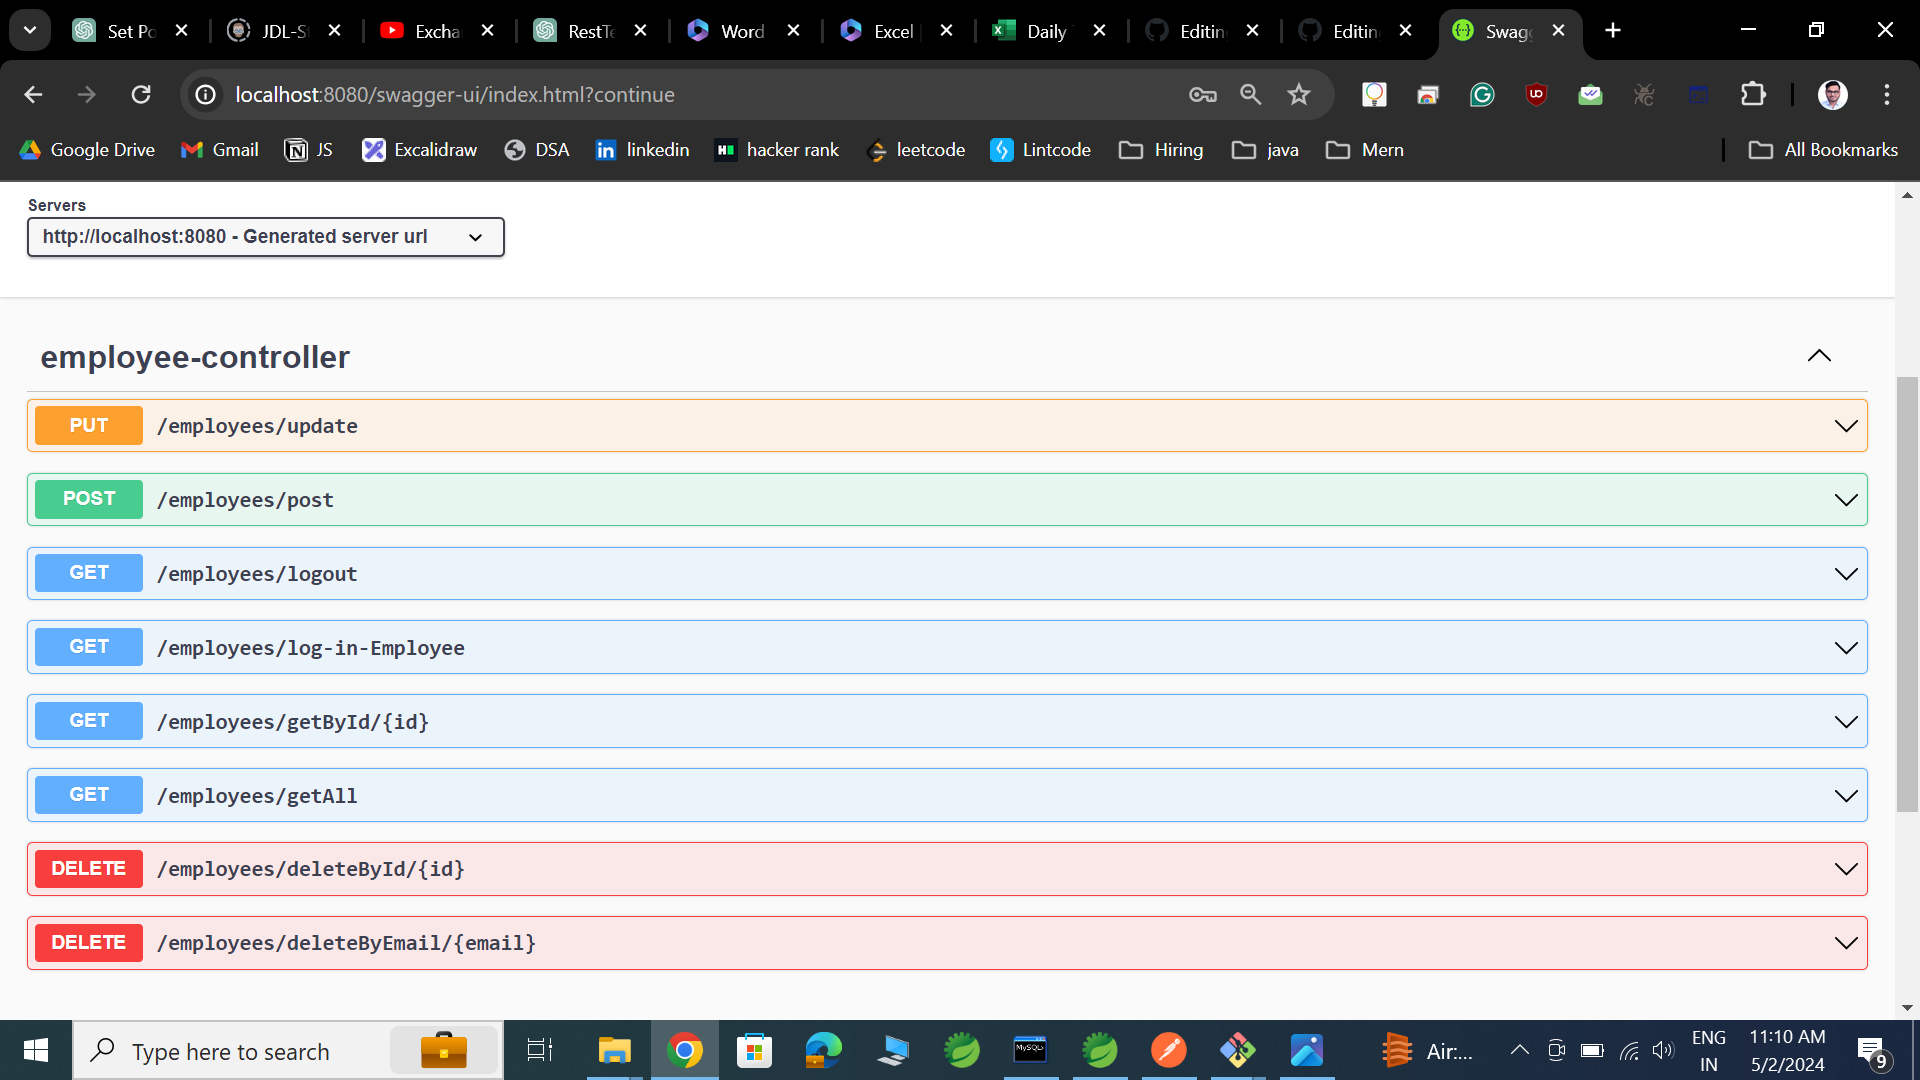 Set Po
JDL-S
Excha
RestTe
Word
Excel
Daily
Editin
Editin
Swagg
localhost:8080/swagger-ui/index.html?continue
Google Drive
Gmail
JS
Excalidraw
DSA
linkedin
hacker rank
leetcode
Lintcode
Hiring
java
Mern
All Bookmarks
Servers
http://localhost:8080 - Generated server url
employee-controller
PUT /employees/update
POST /employees/post
GET /employees/logout
GET /employees/log-in-Employee
GET /employees/getById/{id}
GET /employees/getAll
DELETE /employees/deleteById/{id}
DELETE /employees/deleteByEmail/{email}
Type here to search
MySQL
Air:...
ENG
IN
11:10 AM
5/2/2024
9